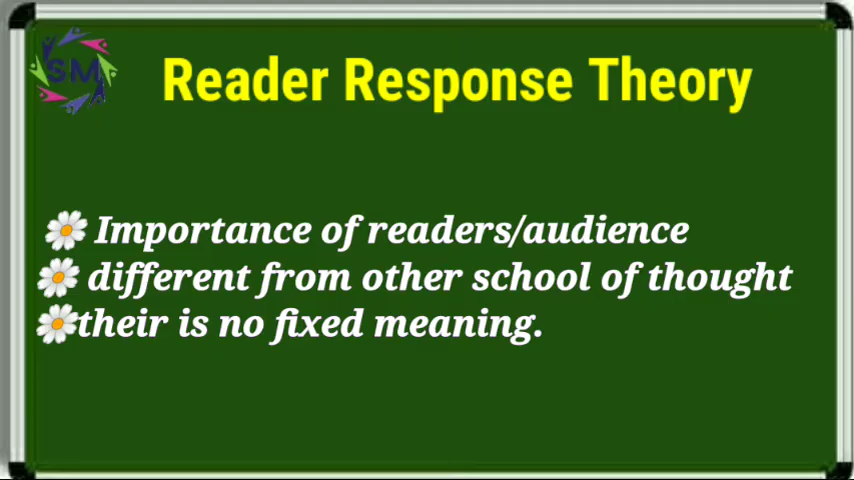 SM
Reader Response Theory
Importance of readers/audience
different from other school of thought
their is no fixed meaning.